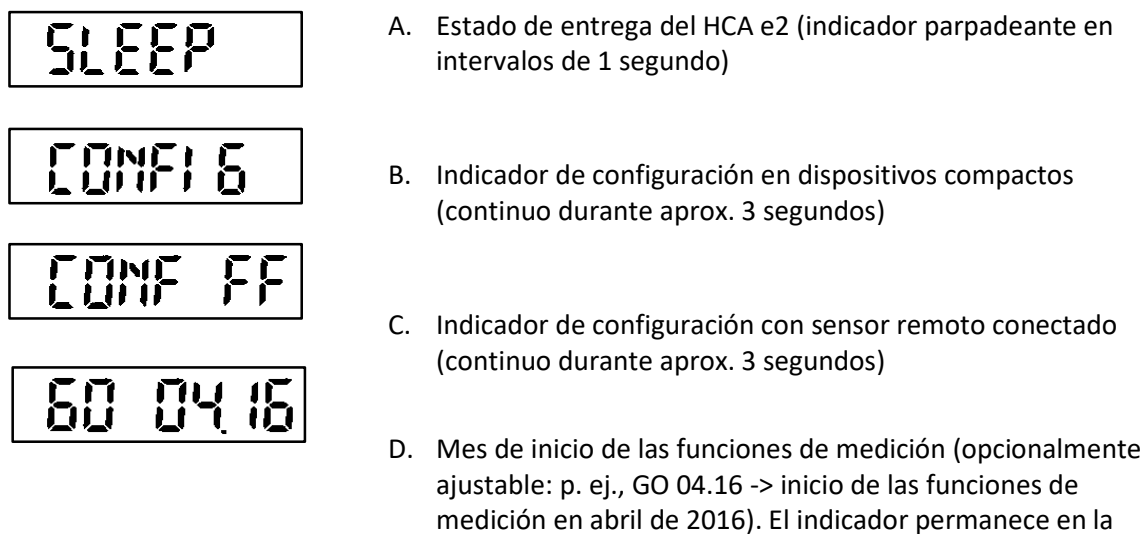 SLEEP
A. Estado de entrega del HCA e2 (indicador parpadeante en
intervalos de 1 segundo)
CONFIG
B. Indicador de configuración en dispositivos compactos
(continuo durante aprox. 3 segundos)
CONF FF
C. Indicador de configuración con sensor remoto conectado
(continuo durante aprox. 3 segundos)
GO 04.16
D. Mes de inicio de las funciones de medición (opcionalmente
ajustable: p. ej., GO 04.16 -> inicio de las funciones de
medición en abril de 2016). El indicador permanece en la